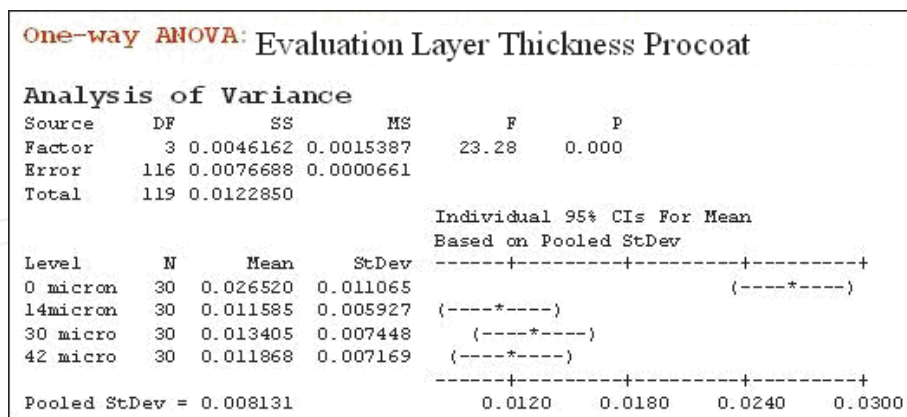 One-way ANOVA: Evaluation Layer Thickness Procoat
Analysis of Variance
Source DF SS MS F P
Factor 3 0.0046162 0.0015387 23.28 0.000
Error 116 0.0076688 0.0000661
Total 119 0.0122850
Individual 95% CIs For Mean
Based on Pooled StDev
Level N Mean StDev ------+---------+---------+---------+
0 micron 30 0.026520 0.011065 (----*----)
14micron 30 0.011585 0.005927 (----*----)
30 micro 30 0.013405 0.007448 (----*----)
42 micro 30 0.011868 0.007169 (----*----)
------+---------+---------+---------+
Pooled StDev = 0.008131 0.0120 0.0180 0.0240 0.0300